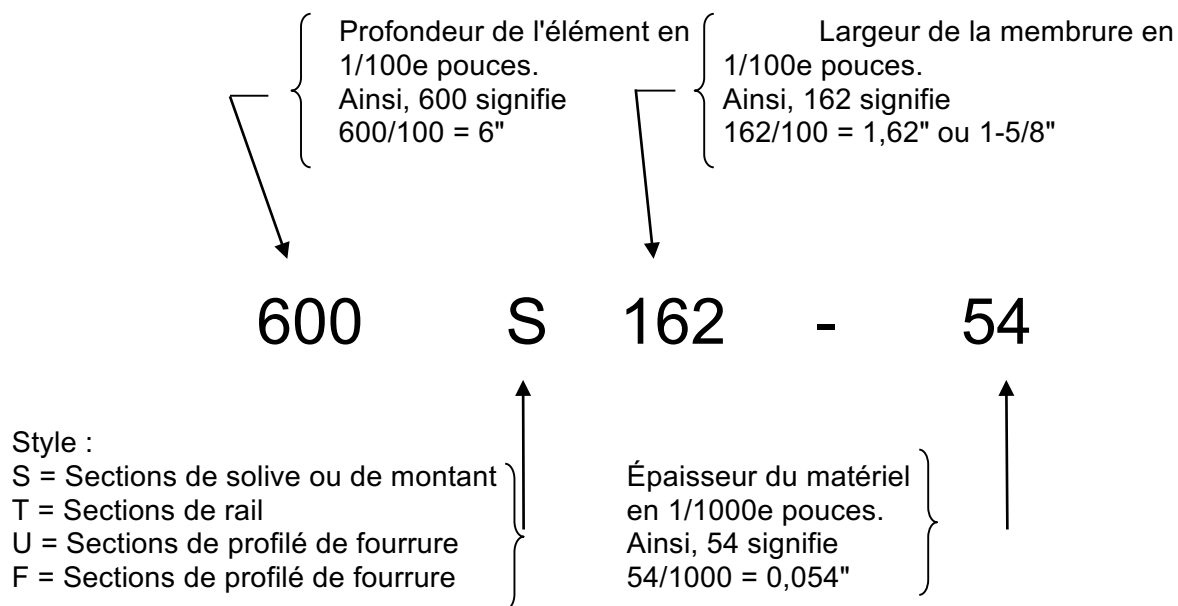 Profondeur de l'élément en
1/100e pouces.
Ainsi, 600 signifie
600/100 = 6"
Largeur de la membrure en
1/100e pouces.
Ainsi, 162 signifie
162/100 = 1,62" ou 1-5/8"
600 S 162 - 54
Style :
S = Sections de solive ou de montant
T = Sections de rail
U = Sections de profilé de fourrure
F = Sections de profilé de fourrure
Épaisseur du matériel
en 1/1000e pouces.
Ainsi, 54 signifie
54/1000 = 0,054"